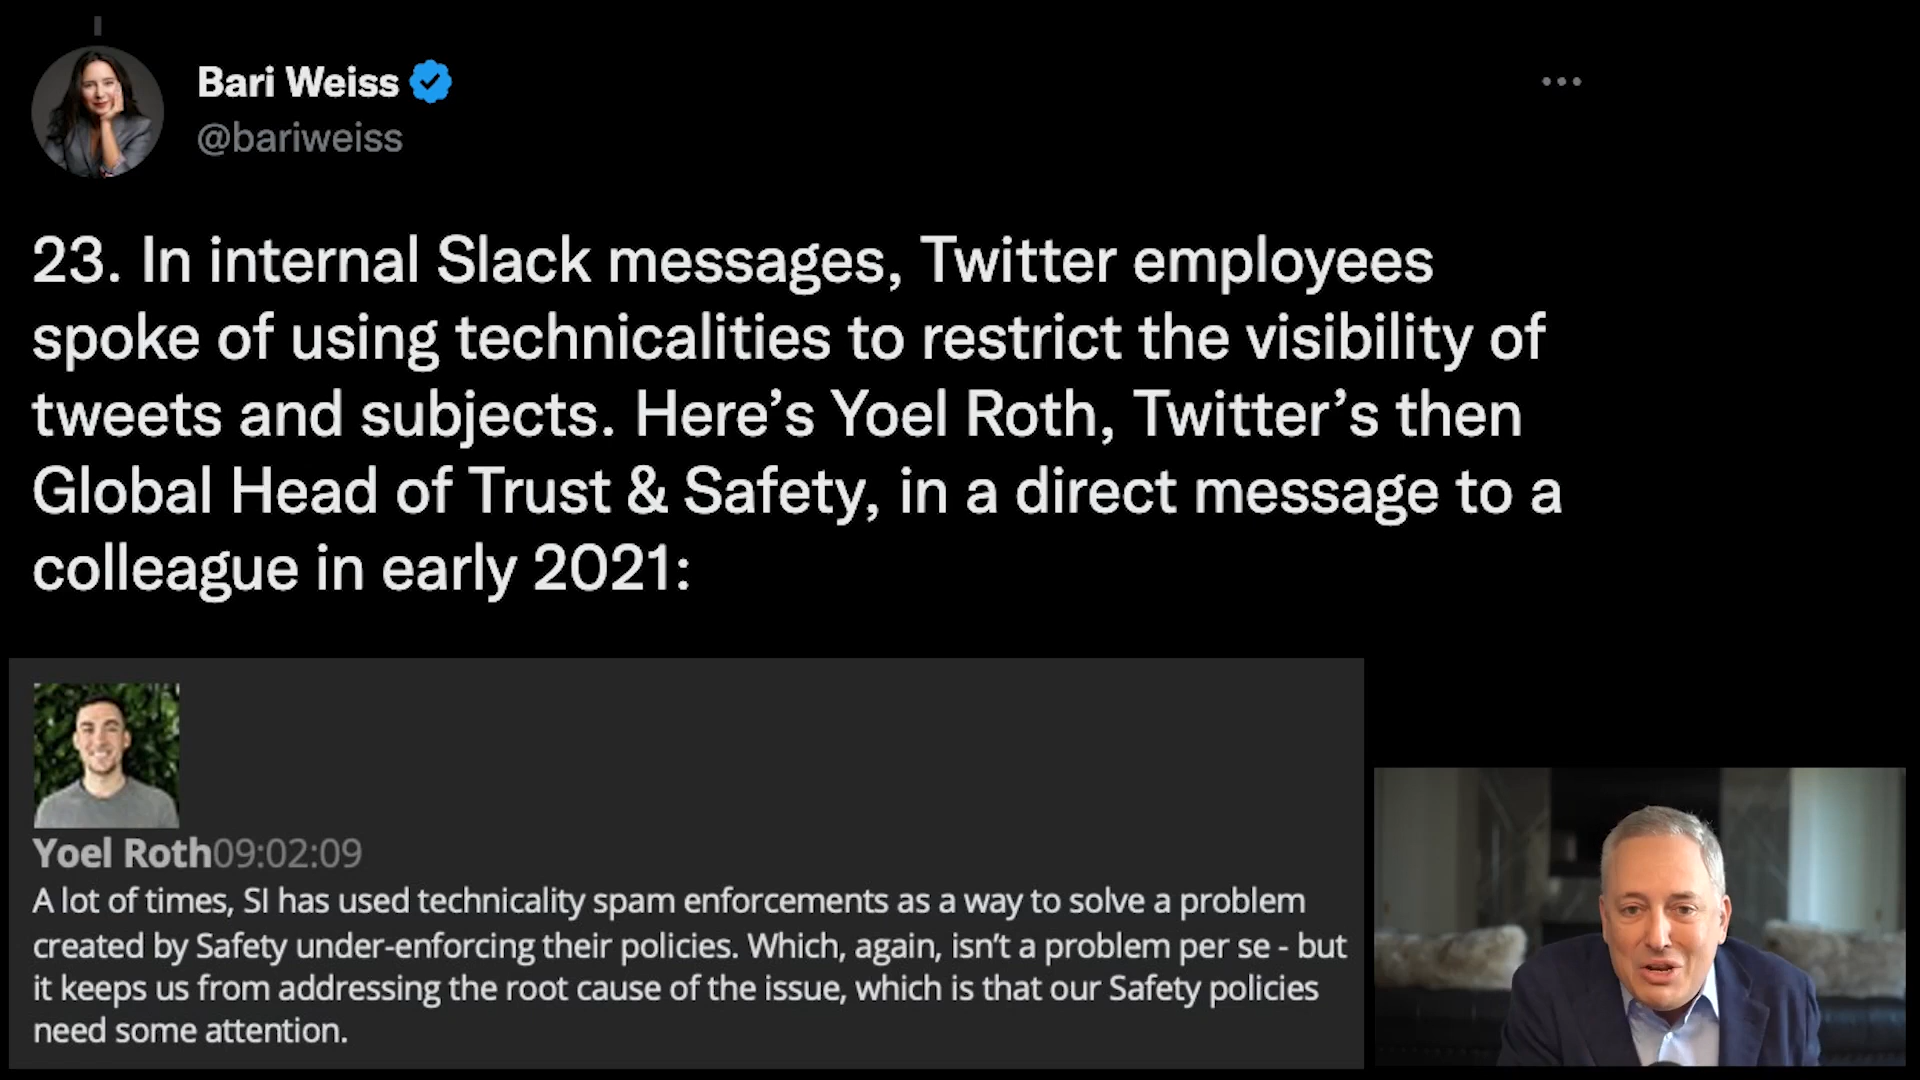 Bari Weiss
@bariweiss
23. In internal Slack messages, Twitter employees
spoke of using technicalities to restrict the visibility of
tweets and subjects. Here’s Yoel Roth, Twitter’s then
Global Head of Trust & Safety, in a direct message to a
colleague in early 2021:
Yoel Roth09:02:09
A lot of times, SI has used technicality spam enforcements as a way to solve a problem
created by Safety under-enforcing their policies. Which, again, isn’t a problem per se - but
it keeps us from addressing the root cause of the issue, which is that our Safety policies
need some attention.